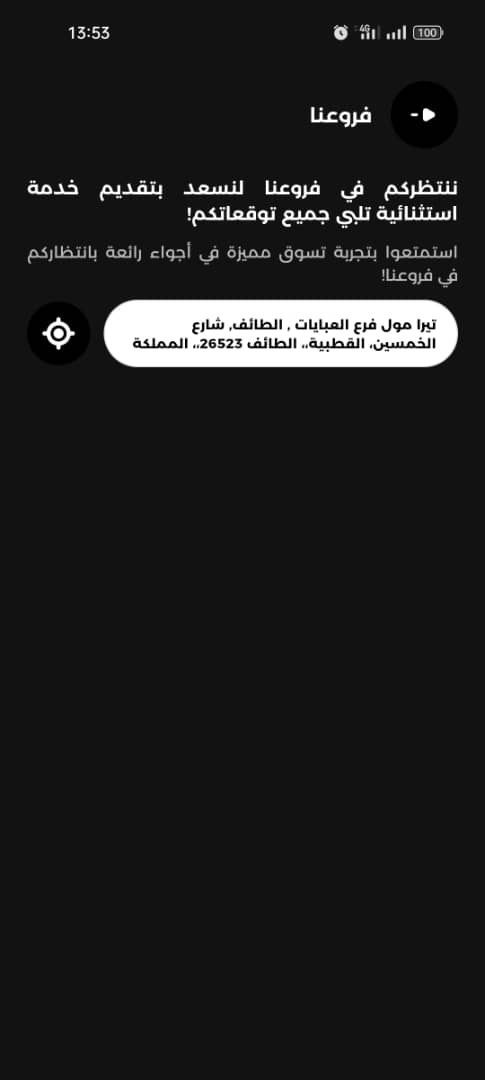 13:53
4G
100
فروعنا
ننتظركم في فروعنا لنسعد بتقديم خدمة
استثنائية تلبي جميع توقعاتكم!
استمتعوا بتجربة تسوق مميزة في أجواء رائعة بانتظاركم
في فروعنا!
تيرا مول فرع العبايات , الطائف, شارع
الخمسين، القطبية،، الطائف 26523،، المملكة